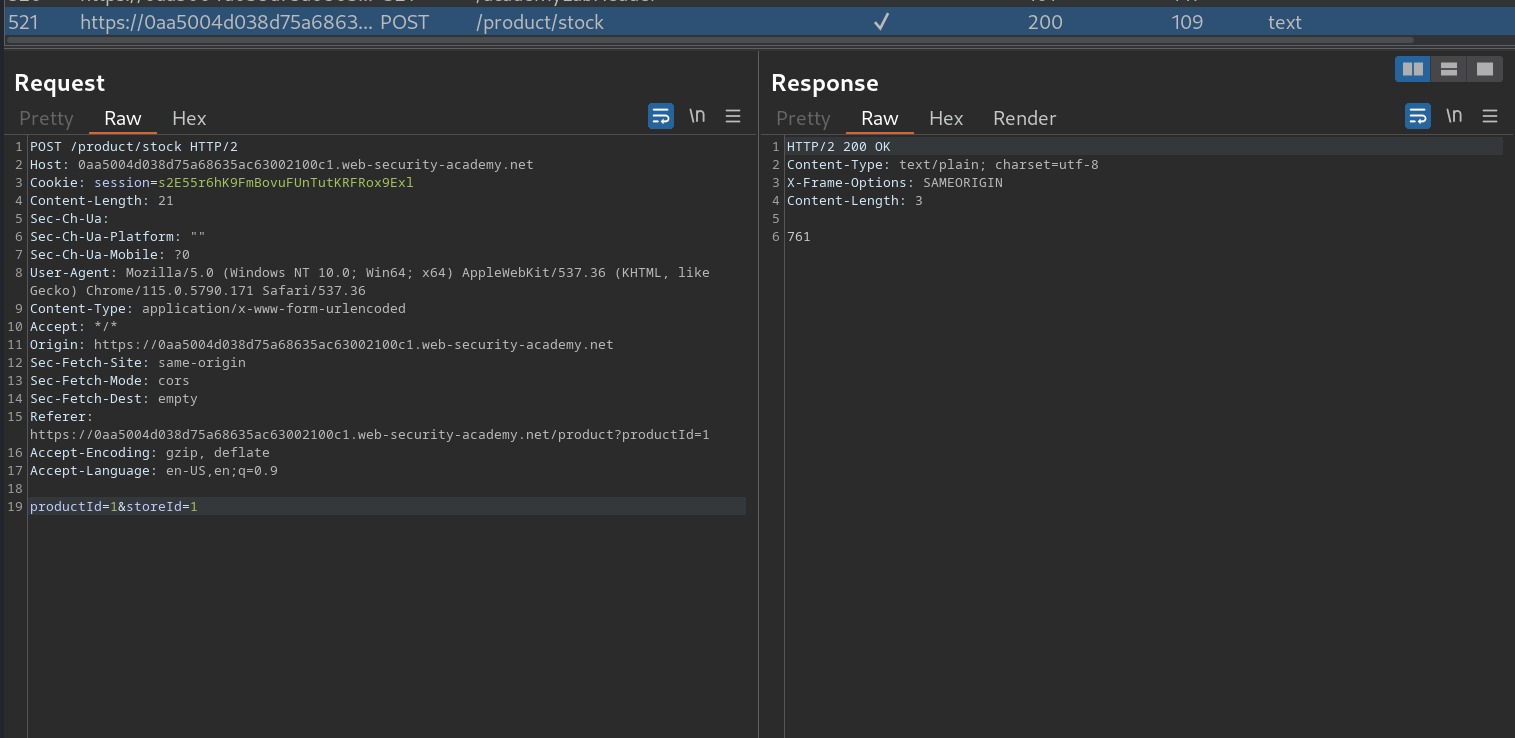 521 https://0aa5004d038d75a6863... POST /product/stock ✓ 200 109 text
Request
Pretty Raw Hex
\n
1 POST /product/stock HTTP/2
2 Host: 0aa5004d038d75a68635ac63002100c1.web-security-academy.net
3 Cookie: session=s2E55r6hK9FmBovuFUnTutKRFRox9Exl
4 Content-Length: 21
5 Sec-Ch-Ua:
6 Sec-Ch-Ua-Platform: ""
7 Sec-Ch-Ua-Mobile: ?0
8 User-Agent: Mozilla/5.0 (Windows NT 10.0; Win64; x64) AppleWebKit/537.36 (KHTML, like
Gecko) Chrome/115.0.5790.171 Safari/537.36
9 Content-Type: application/x-www-form-urlencoded
10 Accept: */*
11 Origin: https://0aa5004d038d75a68635ac63002100c1.web-security-academy.net
12 Sec-Fetch-Site: same-origin
13 Sec-Fetch-Mode: cors
14 Sec-Fetch-Dest: empty
15 Referer:
https://0aa5004d038d75a68635ac63002100c1.web-security-academy.net/product?productId=1
16 Accept-Encoding: gzip, deflate
17 Accept-Language: en-US,en;q=0.9
18
19 productId=1&storeId=1
Response
Pretty Raw Hex Render
\n
1 HTTP/2 200 OK
2 Content-Type: text/plain; charset=utf-8
3 X-Frame-Options: SAMEORIGIN
4 Content-Length: 3
5
6 761